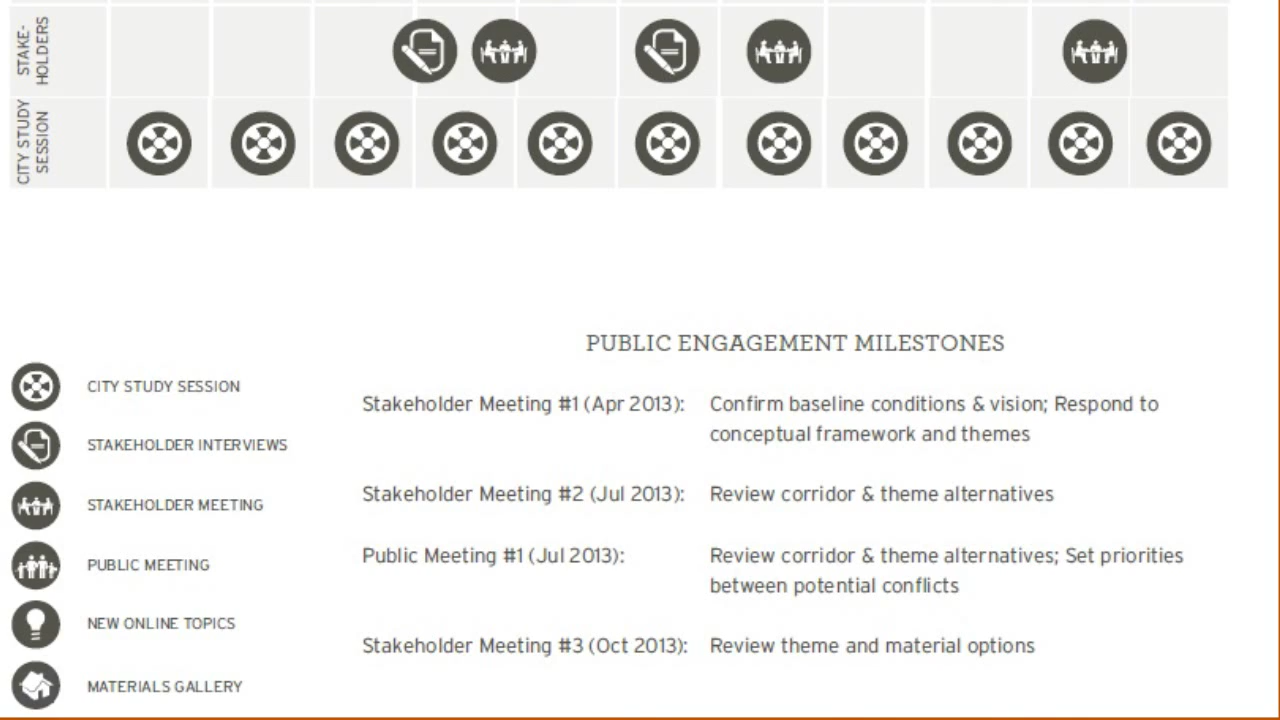 STAKE-
HOLDERS
CITY STUDY
SESSION
PUBLIC ENGAGEMENT MILESTONES
CITY STUDY SESSION
STAKEHOLDER INTERVIEWS
STAKEHOLDER MEETING
PUBLIC MEETING
NEW ONLINE TOPICS
MATERIALS GALLERY
Stakeholder Meeting #1 (Apr 2013): Confirm baseline conditions & vision; Respond to
conceptual framework and themes
Stakeholder Meeting #2 (Jul 2013): Review corridor & theme alternatives
Public Meeting #1 (Jul 2013): Review corridor & theme alternatives; Set priorities
between potential conflicts
Stakeholder Meeting #3 (Oct 2013): Review theme and material options